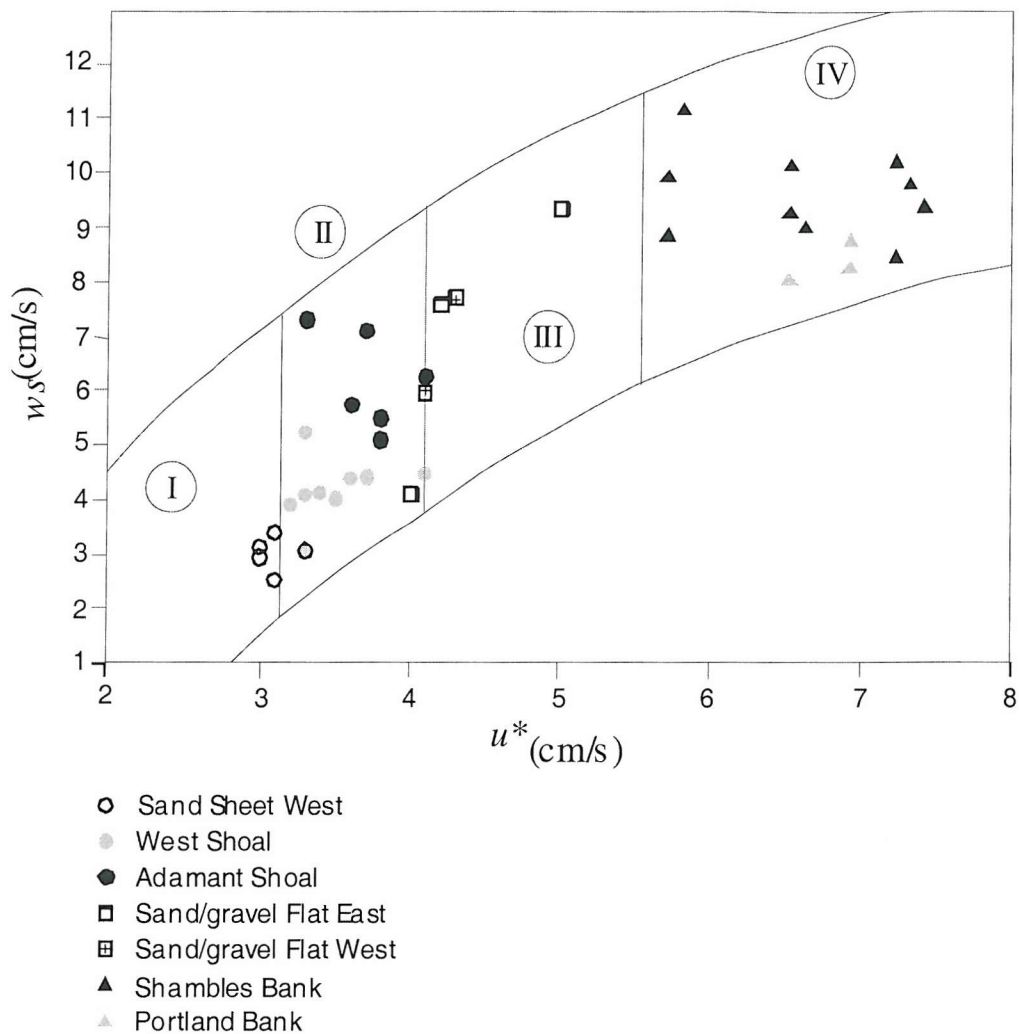 12
11
10
9
8
7
6
5
4
3
2
1
ws(cm/s)
I
II
III
IV
2 3 4 5 6 7 8
u*(cm/s)
Sand Sheet West
West Shoal
Adamant Shoal
Sand/gravel Flat East
Sand/gravel Flat West
Shambles Bank
Portland Bank